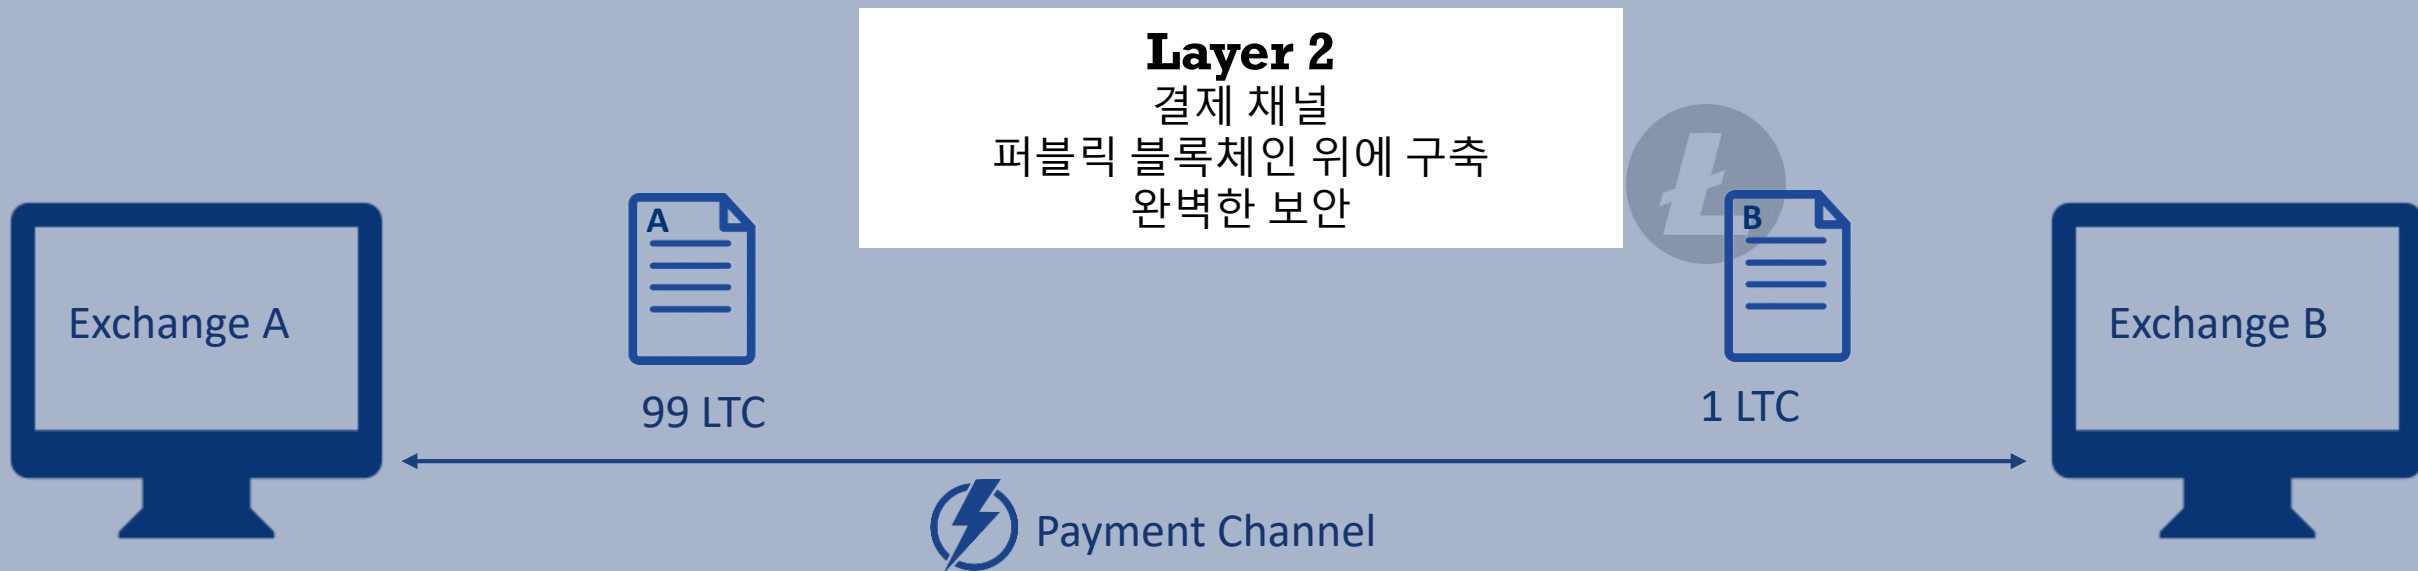 Layer 2
결제 채널
퍼블릭 블록체인 위에 구축
완벽한 보안
A
B
Exchange A
Exchange B
99 LTC
1 LTC
Payment Channel